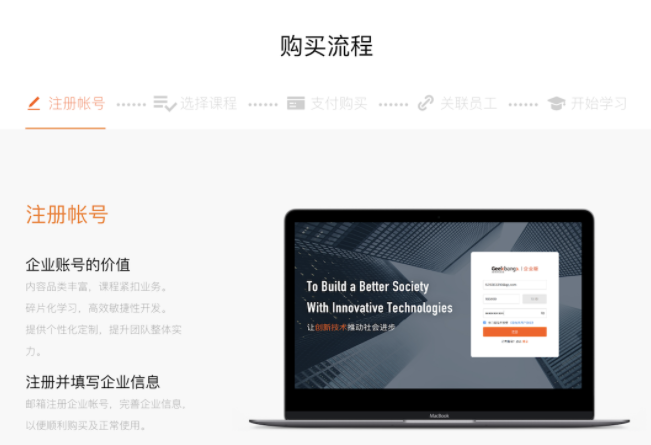 购买流程
注册帐号 选择课程 支付购买 关联员工 开始学习
注册帐号
企业账号的价值
内容品类丰富，课程紧扣业务。
碎片化学习，高效敏捷性开发。
提供个性化定制，提升团队整体实
力。
注册并填写企业信息
邮箱注册企业帐号，完善企业信息，
以便顺利购买及正常使用。
To Build a Better Society
With Innovative Technologies
让创新技术推动社会进步
Geekbang>. | 企业版
MacBook